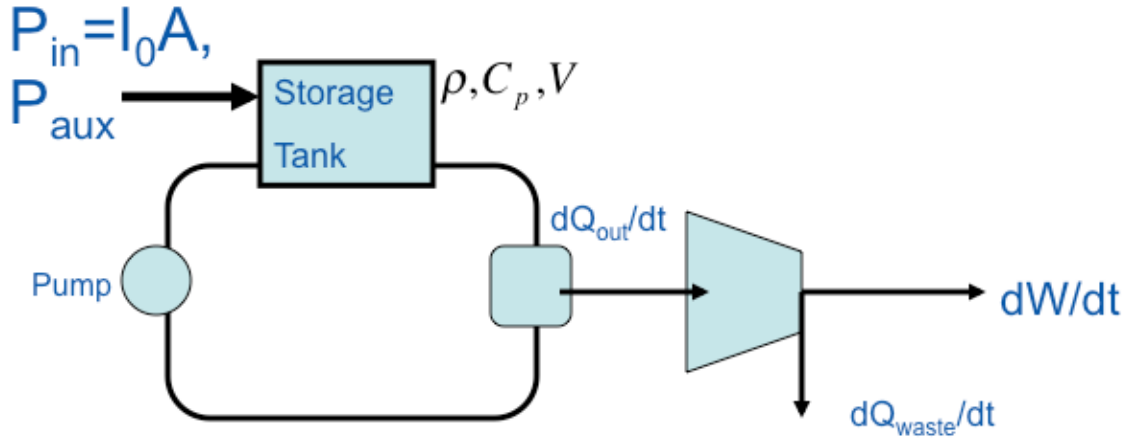 P_in=I_0A,
P_aux
Storage
Tank
ρ,C_p,V
dQ_out/dt
Pump
dW/dt
dQ_waste/dt